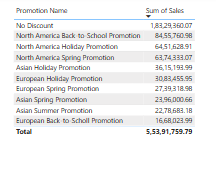 Promotion Name Sum of Sales
No Discount 1,83,29,360.07
North America Back-to-School Promotion 84,55,760.98
North America Holiday Promotion 64,51,628.91
North America Spring Promotion 63,74,333.07
Asian Holiday Promotion 36,15,193.99
European Holiday Promotion 30,83,455.95
European Spring Promotion 27,39,318.98
Asian Spring Promotion 23,96,000.66
Asian Summer Promotion 22,78,683.18
European Back-to-Scholl Promotion 16,68,023.99
Total 5,53,91,759.79